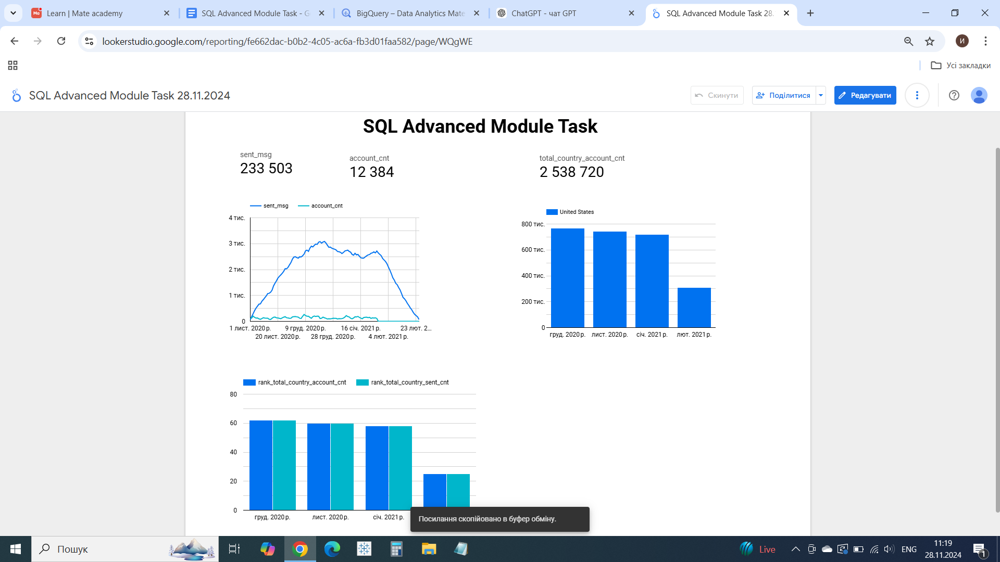 Learn | Mate academy
SQL Advanced Module Task - G
BigQuery – Data Analytics Mate
ChatGPT - чат GPT
SQL Advanced Module Task 28.
lookerstudio.google.com/reporting/fe662dac-b0b2-4c05-ac6a-fb3d01faa582/page/WQgWE
И
Усі закладки
SQL Advanced Module Task 28.11.2024
Скинути
Поділитися
Редагувати
SQL Advanced Module Task
sent_msg
233 503
account_cnt
12 384
total_country_account_cnt
2 538 720
sent_msg account_cnt
4 тис.
3 тис.
2 тис.
1 тис.
0
1 лист. 2020 р. 9 груд. 2020 р. 16 січ. 2021 р. 23 лют. 2...
20 лист. 2020 р. 28 груд. 2020 р. 4 лют. 2021 р.
United States
800 тис.
600 тис.
400 тис.
200 тис.
0
груд. 2020 р. лист. 2020 р. січ. 2021 р. лют. 2021 р.
rank_total_country_account_cnt rank_total_country_sent_cnt
80
60
40
20
0
груд. 2020 р. лист. 2020 р. січ. 2021 р.
Посилання скопійовано в буфер обміну.
Пошук
Live
ENG
11:19
28.11.2024
1